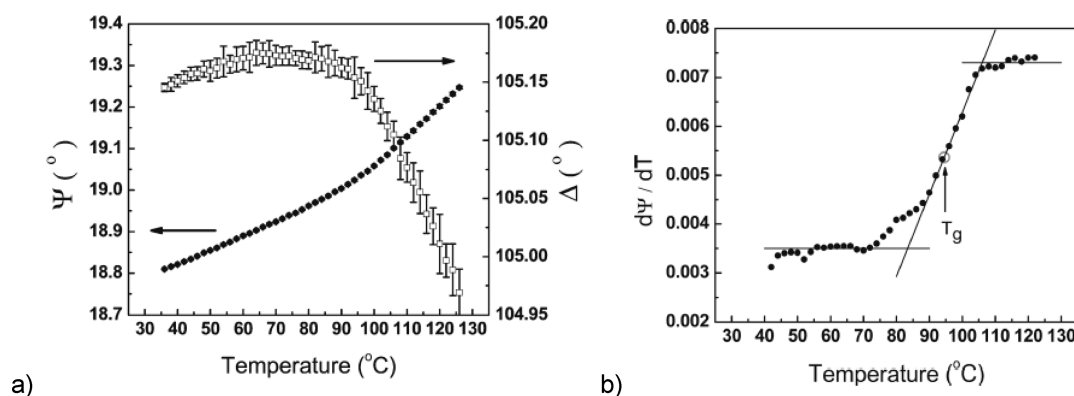 19.4
19.3
19.2
19.1
19.0
18.9
18.8
18.7
Ψ (°)
105.20
105.15
105.10
105.05
105.00
104.95
Δ (°)
30 40 50 60 70 80 90 100 110 120 130
Temperature (°C)
a)
0.008
0.007
0.006
0.005
0.004
0.003
0.002
dΨ / dT
Tg
30 40 50 60 70 80 90 100 110 120 130
Temperature (°C)
b)